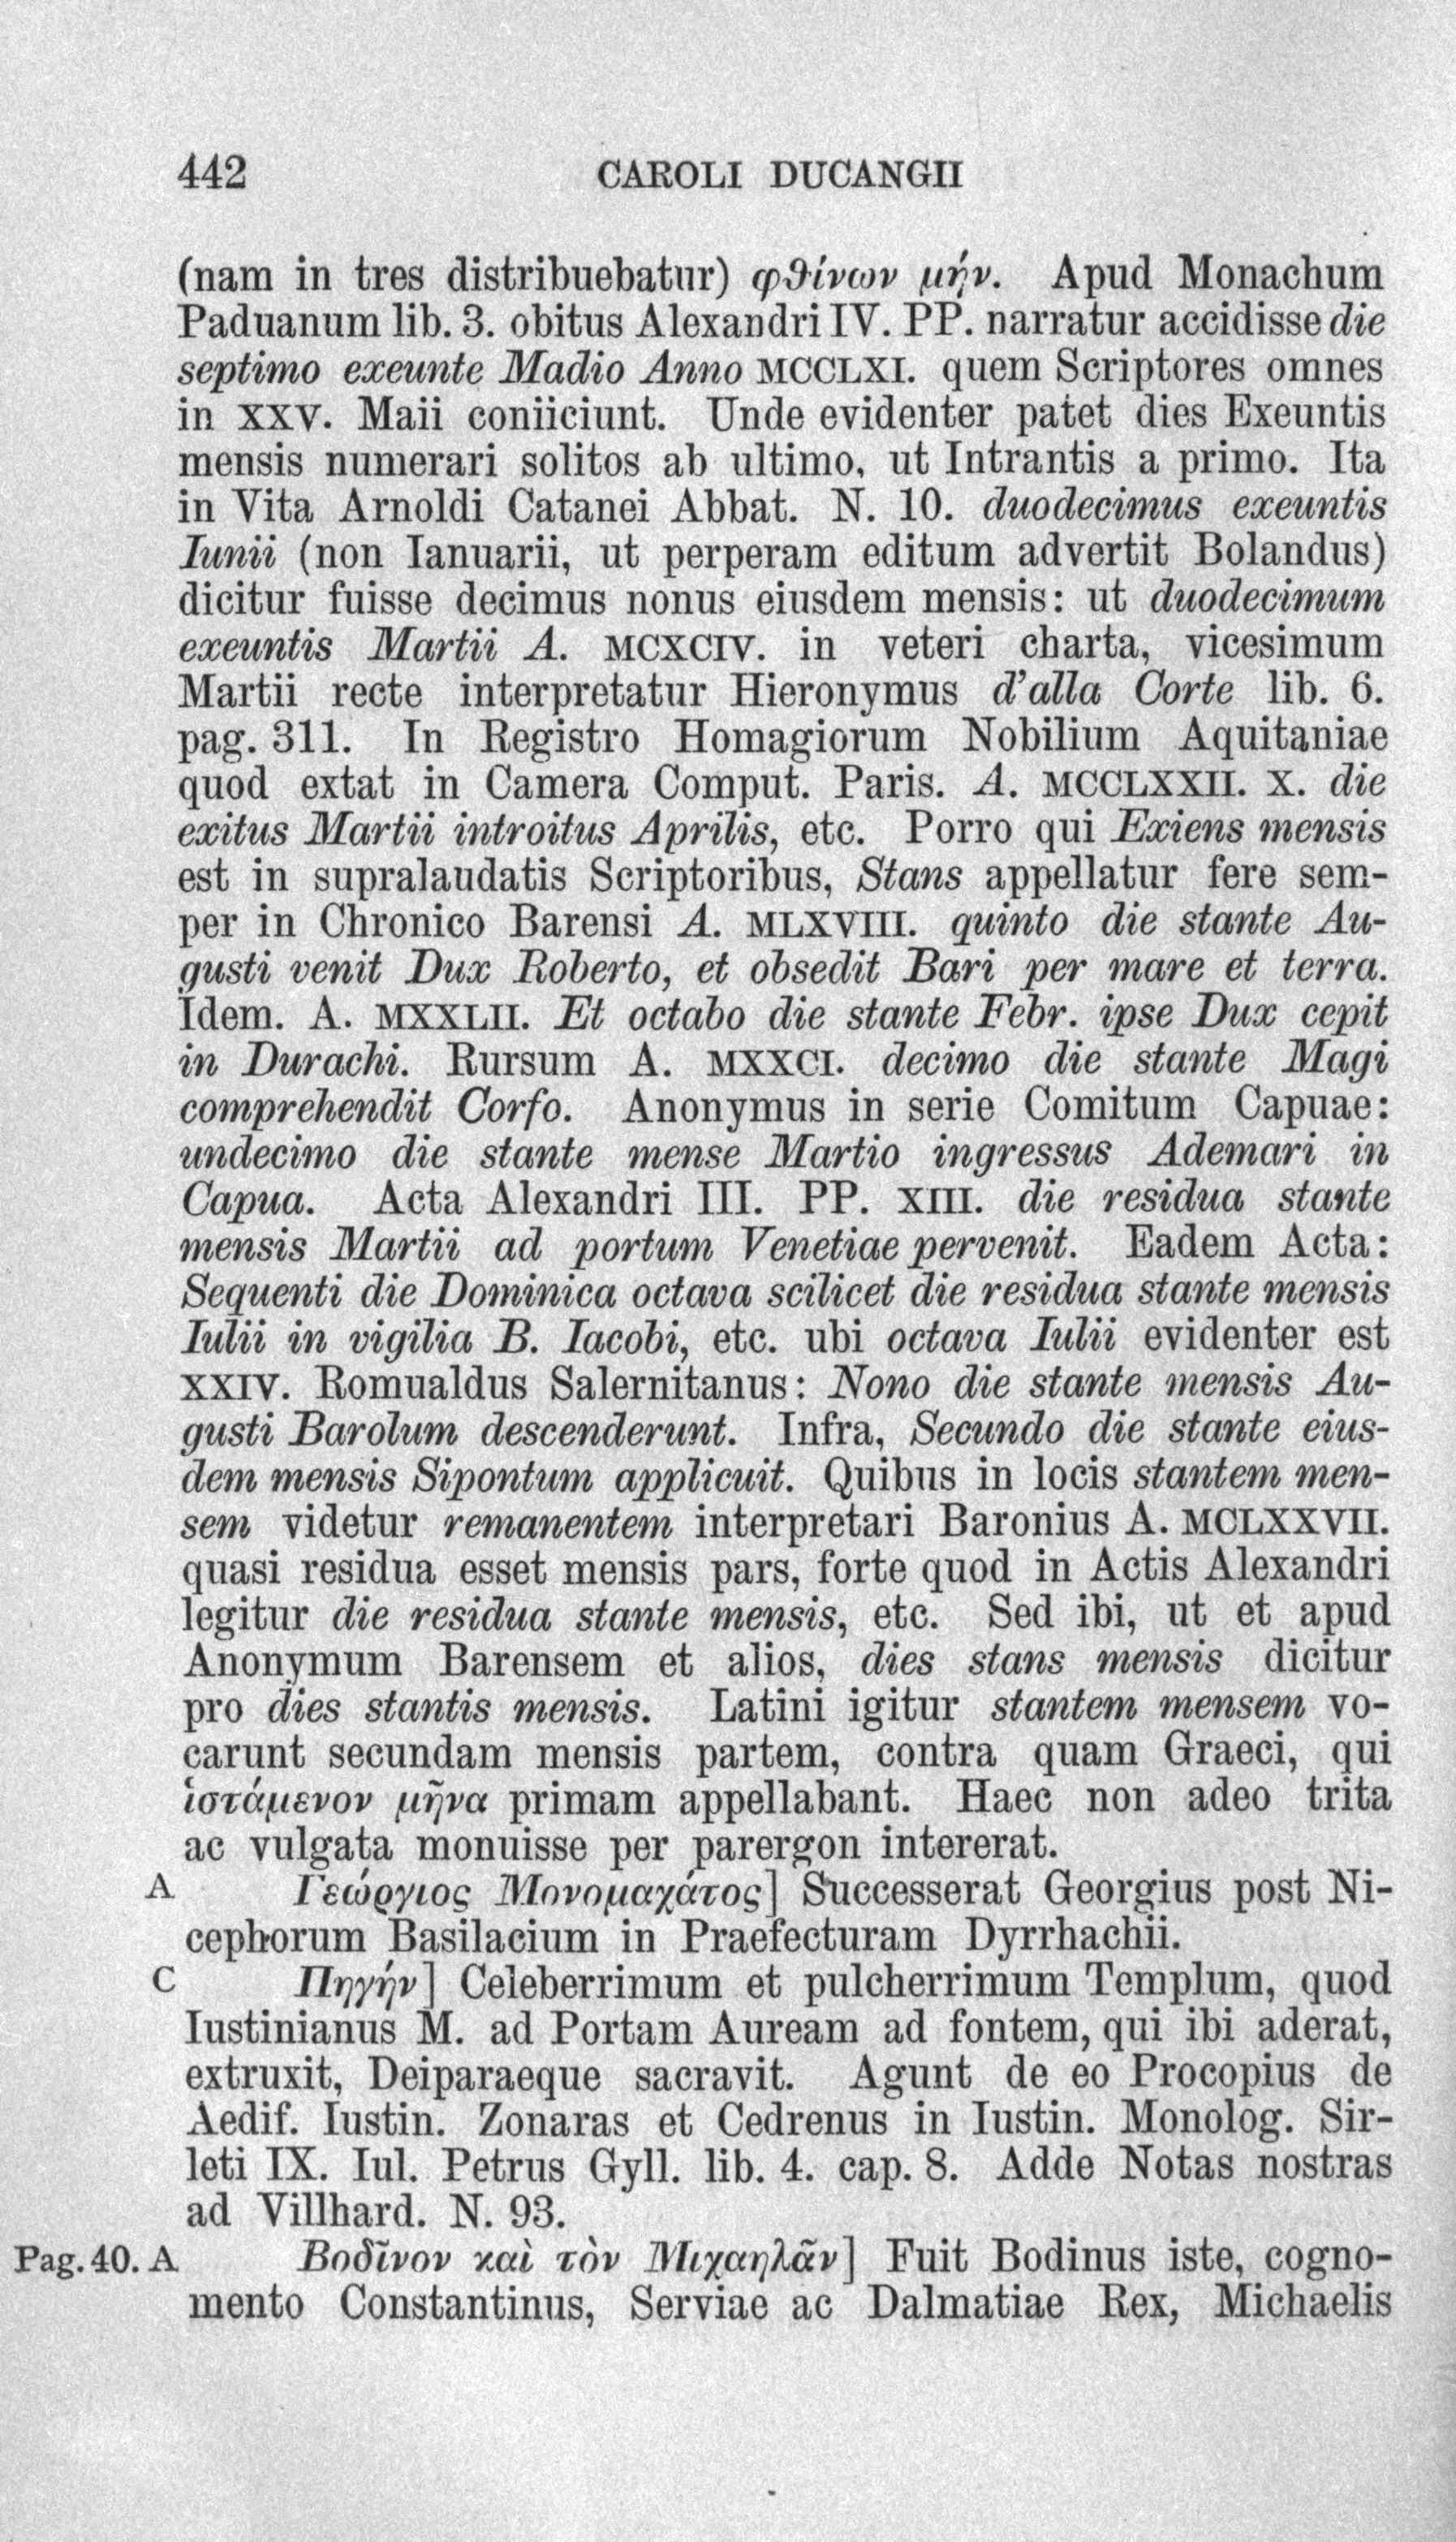 442 CAROLI DUCANGII
(nam in tres distribuebatur) φθίνων μήν. Apud Monachum
Paduanum lib. 3. obitus Alexandri IV. PP. narratur accidisse die
septimo exeunte Madio Anno MCCLXI. quem Scriptores omnes
in XXV. Maii coniiciunt. Unde evidenter patet dies Exeuntis
mensis numerari solitos ab ultimo, ut Intrantis a primo. Ita
in Vita Arnoldi Catanei Abbat. N. 10. duodecimus exeuntis
Iunii (non Ianuarii, ut perperam editum advertit Bolandus)
dicitur fuisse decimus nonus eiusdem mensis: ut duodecimum
exeuntis Martii A. MCXCIV. in veteri charta, vicesimum
Martii recte interpretatur Hieronymus d'alla Corte lib. 6.
pag. 311. In Registro Homagiorum Nobilium Aquitaniae
quod extat in Camera Comput. Paris. A. MCCLXXII. X. die
exitus Martii introitus Aprilis, etc. Porro qui Exiens mensis
est in supralaudatis Scriptoribus, Stans appellatur fere sem-
per in Chronico Barensi A. MLXVIII. quinto die stante Au-
gusti venit Dux Roberto, et obsedit Bari per mare et terra.
Idem. A. MXXLII. Et octabo die stante Febr. ipse Dux cepit
in Durachi. Rursum A. MXXCI. decimo die stante Magi
comprehendit Corfo. Anonymus in serie Comitum Capuae:
undecimo die stante mense Martio ingressus Ademari in
Capua. Acta Alexandri III. PP. XIII. die residua stante
mensis Martii ad portum Venetiae pervenit. Eadem Acta:
Sequenti die Dominica octava scilicet die residua stante mensis
Iulii in vigilia B. Iacobi, etc. ubi octava Iulii evidenter est
XXIV. Romualdus Salernitanus: Nono die stante mensis Au-
gusti Barolum descenderunt. Infra, Secundo die stante eius-
dem mensis Sipontum applicuit. Quibus in locis stantem men-
sem videtur remanentem interpretari Baronius A. MCLXXVII.
quasi residua esset mensis pars, forte quod in Actis Alexandri
legitur die residua stante mensis, etc. Sed ibi, ut et apud
Anonymum Barensem et alios, dies stans mensis dicitur
pro dies stantis mensis. Latini igitur stantem mensem vo-
carunt secundam mensis partem, contra quam Graeci, qui
ἱστάμενον μῆνα primam appellabant. Haec non adeo trita
ac vulgata monuisse per parergon intererat.
A Γεώργιος Μονομαχάτος] Successerat Georgius post Ni-
cephorum Basilacium in Praefecturam Dyrrhachii.
C Πηγήν] Celeberrimum et pulcherrimum Templum, quod
Iustinianus M. ad Portam Auream ad fontem, qui ibi aderat,
extruxit, Deiparaeque sacravit. Agunt de eo Procopius de
Aedif. Iustin. Zonaras et Cedrenus in Iustin. Monolog. Sir-
leti IX. Iul. Petrus Gyll. lib. 4. cap. 8. Adde Notas nostras
ad Villhard. N. 93.
Pag. 40. A Βοδῖνον καὶ τὸν Μιχαηλᾶν] Fuit Bodinus iste, cogno-
mento Constantinus, Serviae ac Dalmatiae Rex, Michaelis